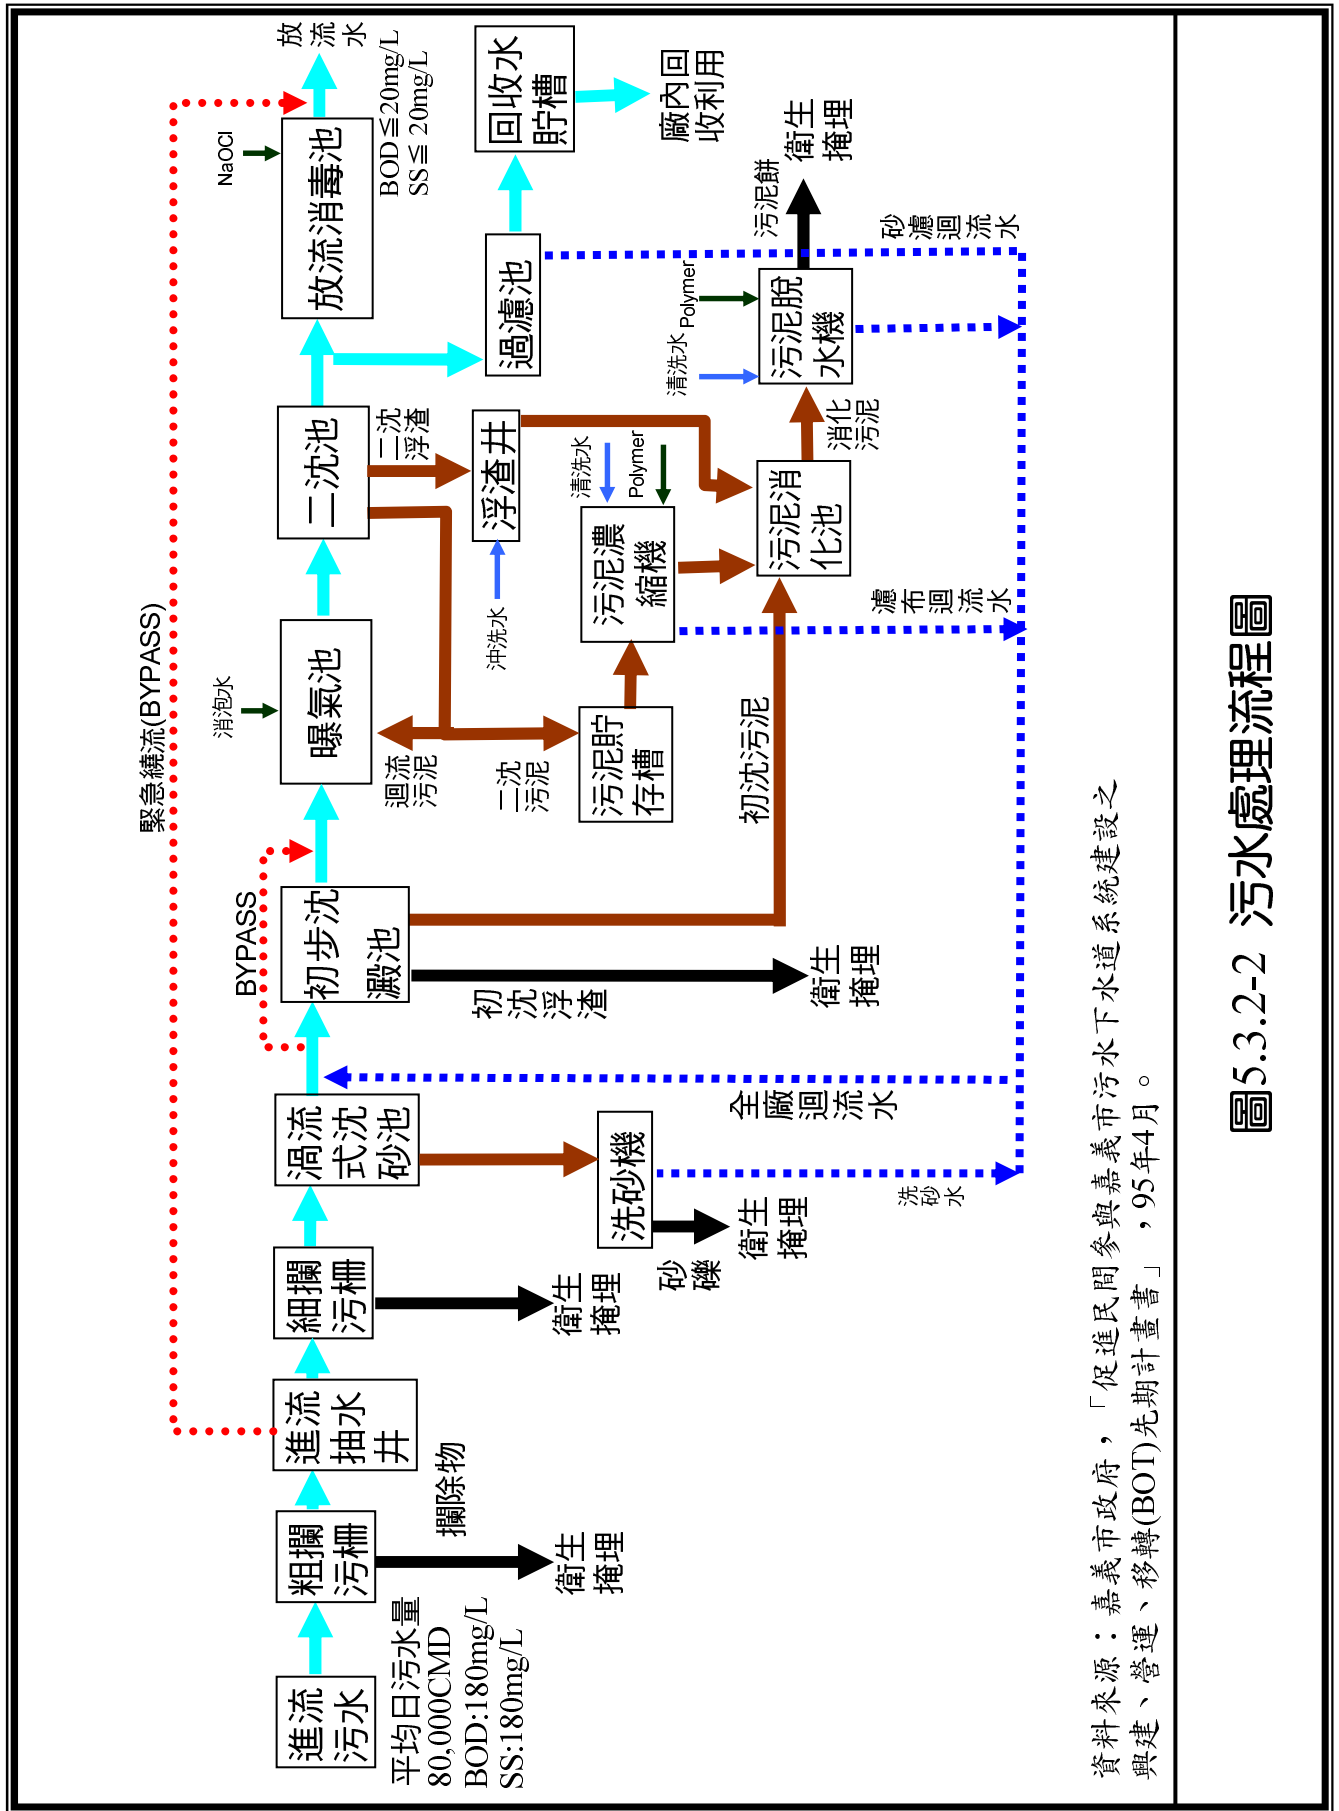 緊急繞流(BYPASS)
BYPASS
消泡水
NaOCl
進流
污水
粗攔
污柵
進流
抽水
井
細攔
污柵
渦流
式沈
砂池
初步沈
澱池
曝氣池
二沈池
放流消毒池
放
流
水
平均日污水量
80,000CMD
BOD:180mg/L
SS:180mg/L
攔除物
衛生
掩埋
衛生
掩埋
洗砂機
砂
礫
衛生
掩埋
洗
砂
水
全廠迴流水
初沈浮渣
衛生
掩埋
初沈污泥
迴流
污泥
二沈
污泥
二沈
浮渣
BOD≦20mg/L
SS≦ 20mg/L
沖洗水
浮渣井
過濾池
回收水
貯槽
廠內回
收利用
污泥貯
存槽
污泥濃
縮機
清洗水
Polymer
污泥消
化池
消化
污泥
清洗水
Polymer
污泥脫
水機
污泥餅
衛生
掩埋
濾布迴流水
砂濾迴流水
資料來源：嘉義市政府，「促進民間參與嘉義市污水下水道系統建設之
興建、營運、移轉(BOT)先期計畫書」，95年4月。
圖5.3.2-2 污水處理流程圖